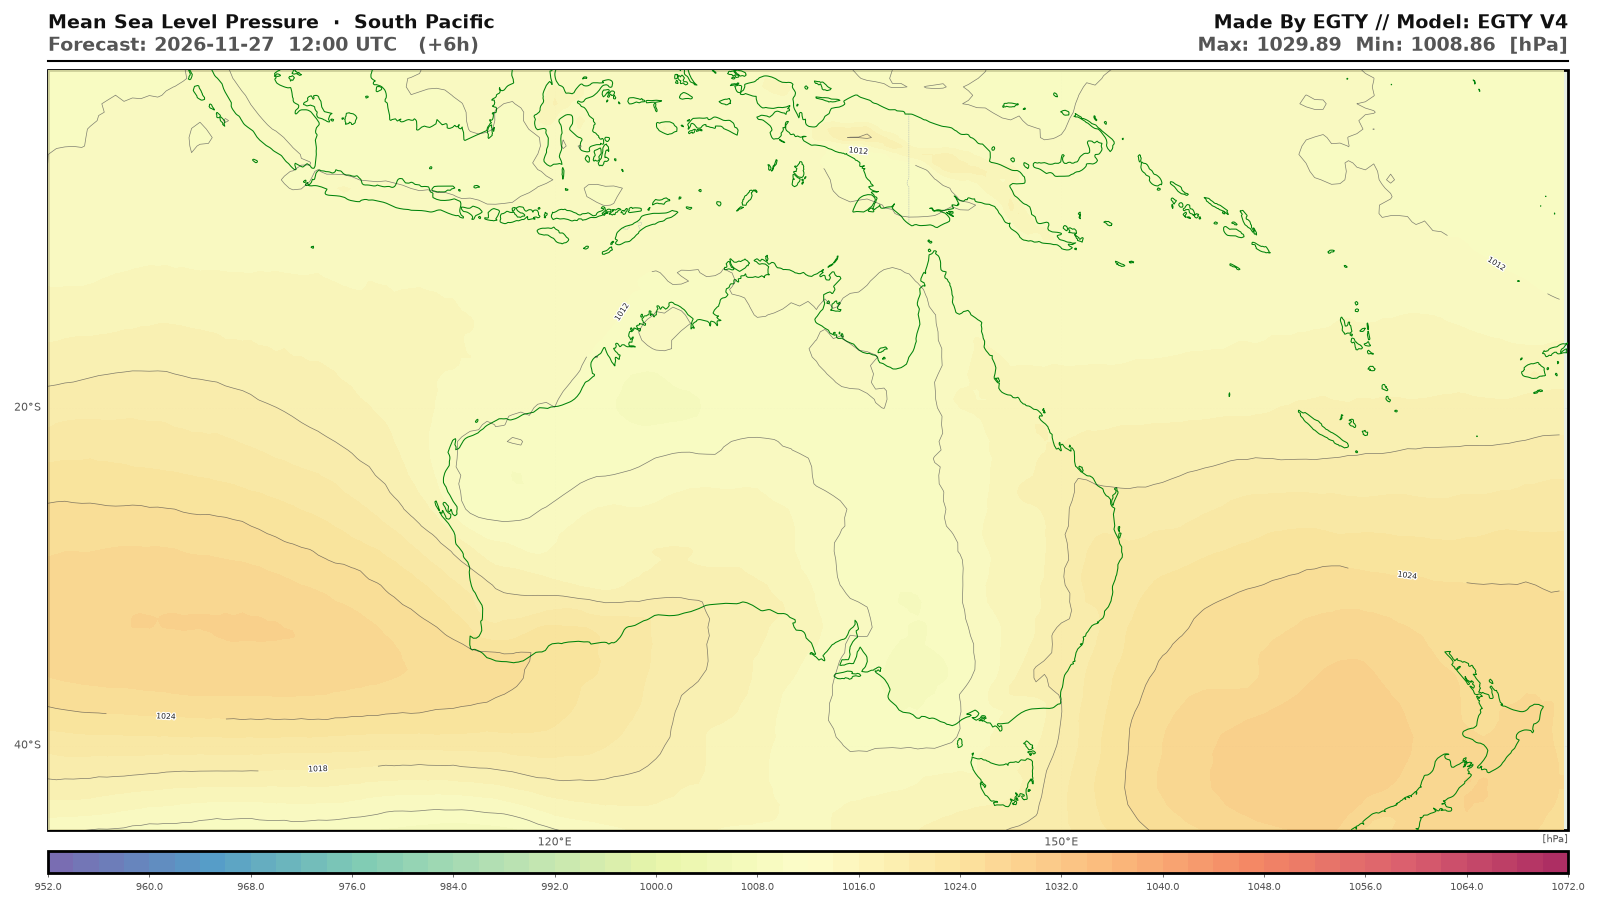 Mean Sea Level Pressure · South Pacific
Made By EGTY // Model: EGTY V4
Forecast: 2026-11-27 12:00 UTC (+6h)
Max: 1029.89 Min: 1008.86 [hPa]
1012
1012
1012
20°S
1024
1024
40°S
1018
120°E
150°E
[hPa]
952.0 960.0 968.0 976.0 984.0 992.0 1000.0 1008.0 1016.0 1024.0 1032.0 1040.0 1048.0 1056.0 1064.0 1072.0